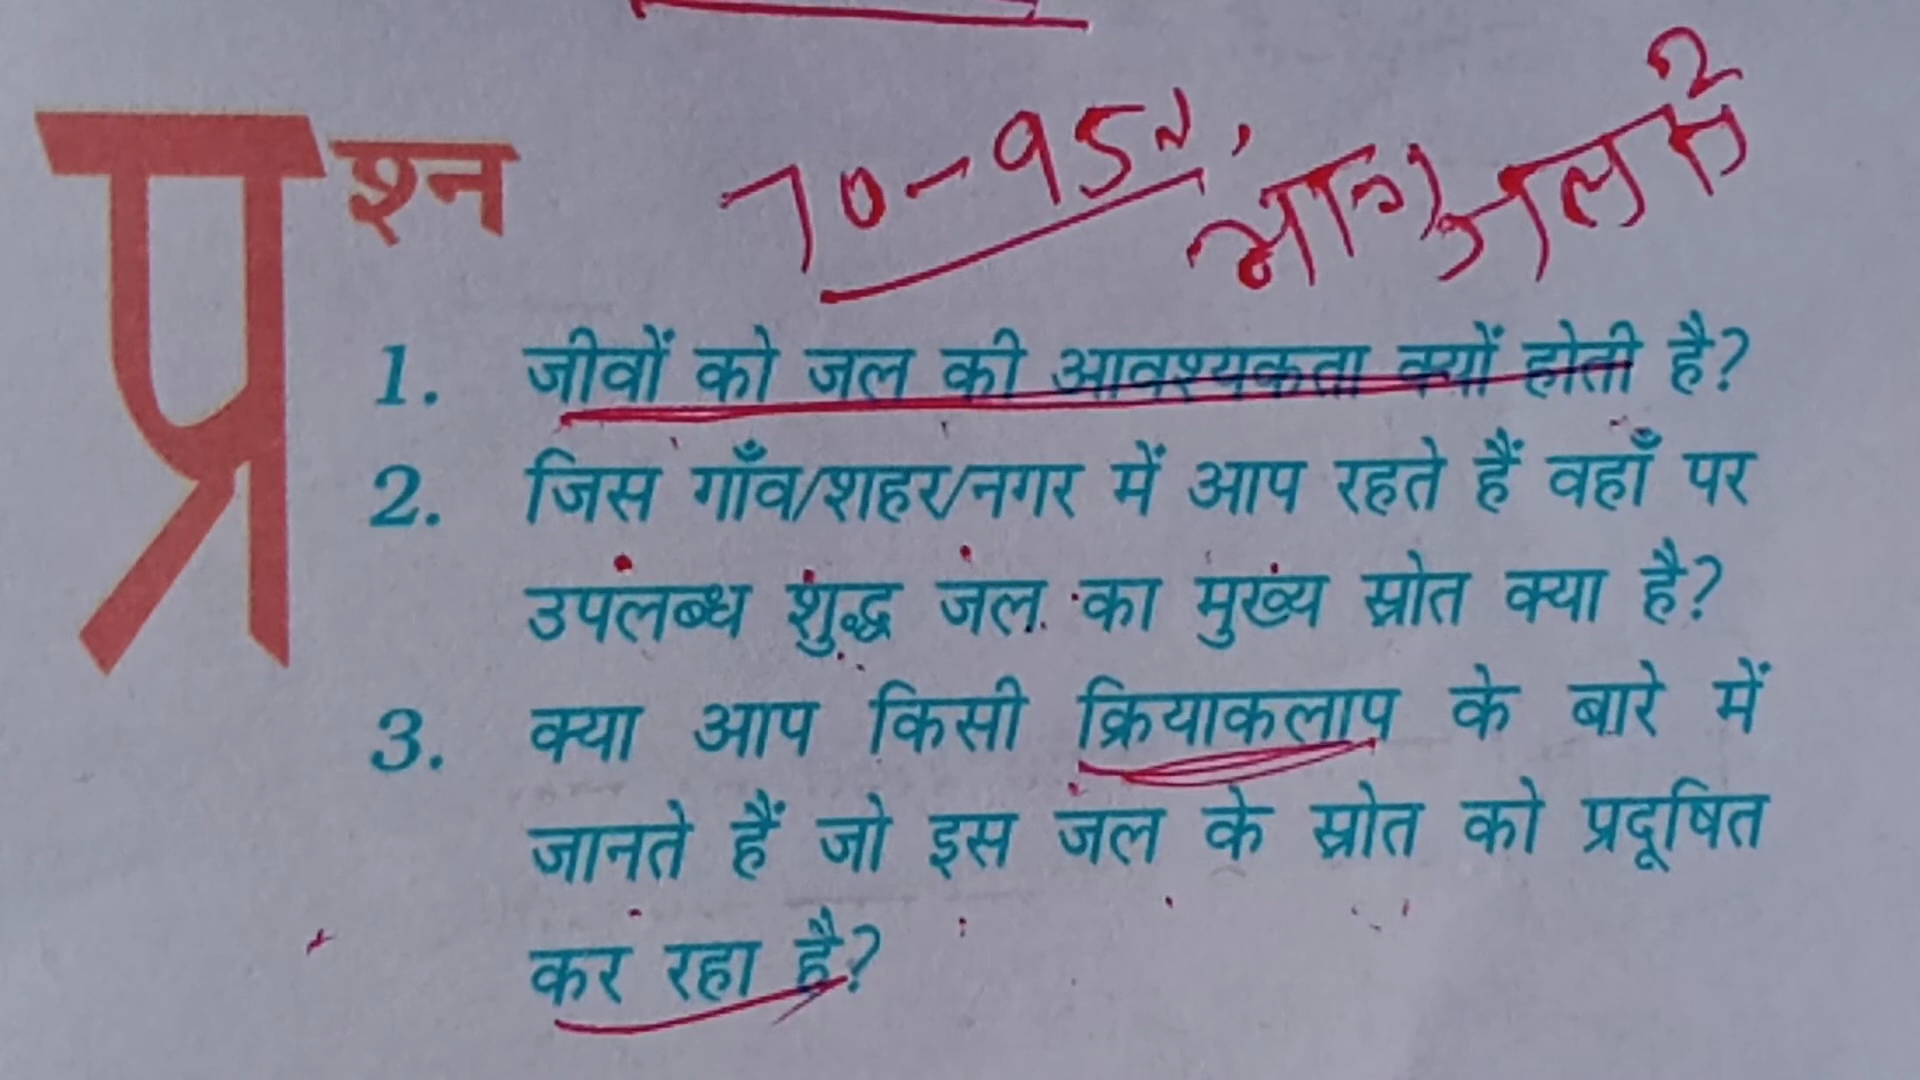 प्रश्न
70-95% भाग जल से
1. जीवों को जल की आवश्यकता क्यों होती है?
2. जिस गाँव/शहर/नगर में आप रहते हैं वहाँ पर
उपलब्ध शुद्ध जल का मुख्य स्रोत क्या है?
3. क्या आप किसी क्रियाकलाप के बारे में
जानते हैं जो इस जल के स्रोत को प्रदूषित
कर रहा है?